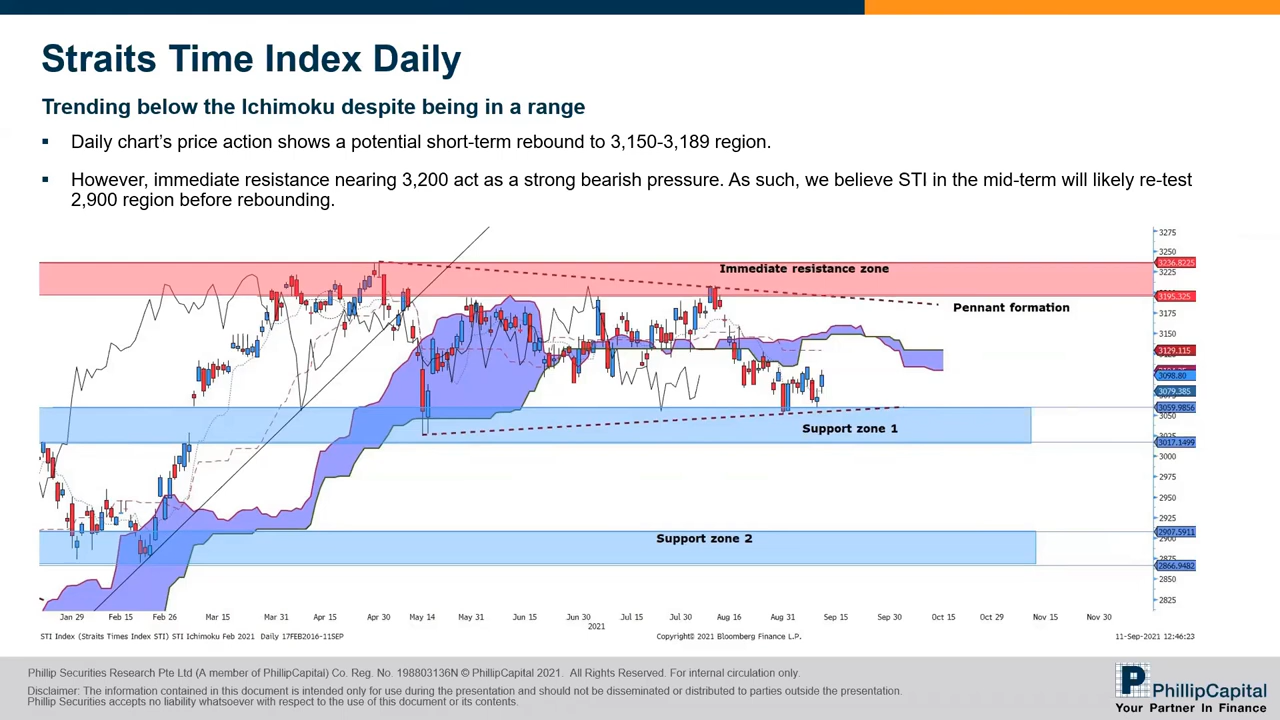 Straits Time Index Daily
Trending below the Ichimoku despite being in a range
▪ Daily chart's price action shows a potential short-term rebound to 3,150-3,189 region.
▪ However, immediate resistance nearing 3,200 act as a strong bearish pressure. As such, we believe STI in the mid-term will likely re-test
2,900 region before rebounding.
3275
3250
3236.8225
3225
Immediate resistance zone
3195.325
Pennant formation
3175
3150
3129.115
3098.80
3079.385
3059.9856
3050
Support zone 1
3017.1499
3000
2975
2950
2925
2907.5911
Support zone 2
2900
2866.9482
2850
2825
Jan 29 Feb 15 Feb 26 Mar 15 Mar 31 Apr 15 Apr 30 May 14 May 31 Jun 15 Jun 30 Jul 15 Jul 30 Aug 16 Aug 31 Sep 15 Sep 30 Oct 15 Oct 29 Nov 15 Nov 30
2021
STI Index (Straits Times Index STI) STI Ichimoku Feb 2021 Daily 17FEB2016-11SEP
Copyright© 2021 Bloomberg Finance L.P.
11-Sep-2021 12:46:23
Phillip Securities Research Pte Ltd (A member of PhillipCapital) Co. Reg. No. 198803136N © PhillipCapital 2021. All Rights Reserved. For internal circulation only.
Disclaimer: The information contained in this document is intended only for use during the presentation and should not be disseminated or distributed to parties outside the presentation.
Phillip Securities accepts no liability whatsoever with respect to the use of this document or its contents.
P
PhillipCapital
Your Partner In Finance